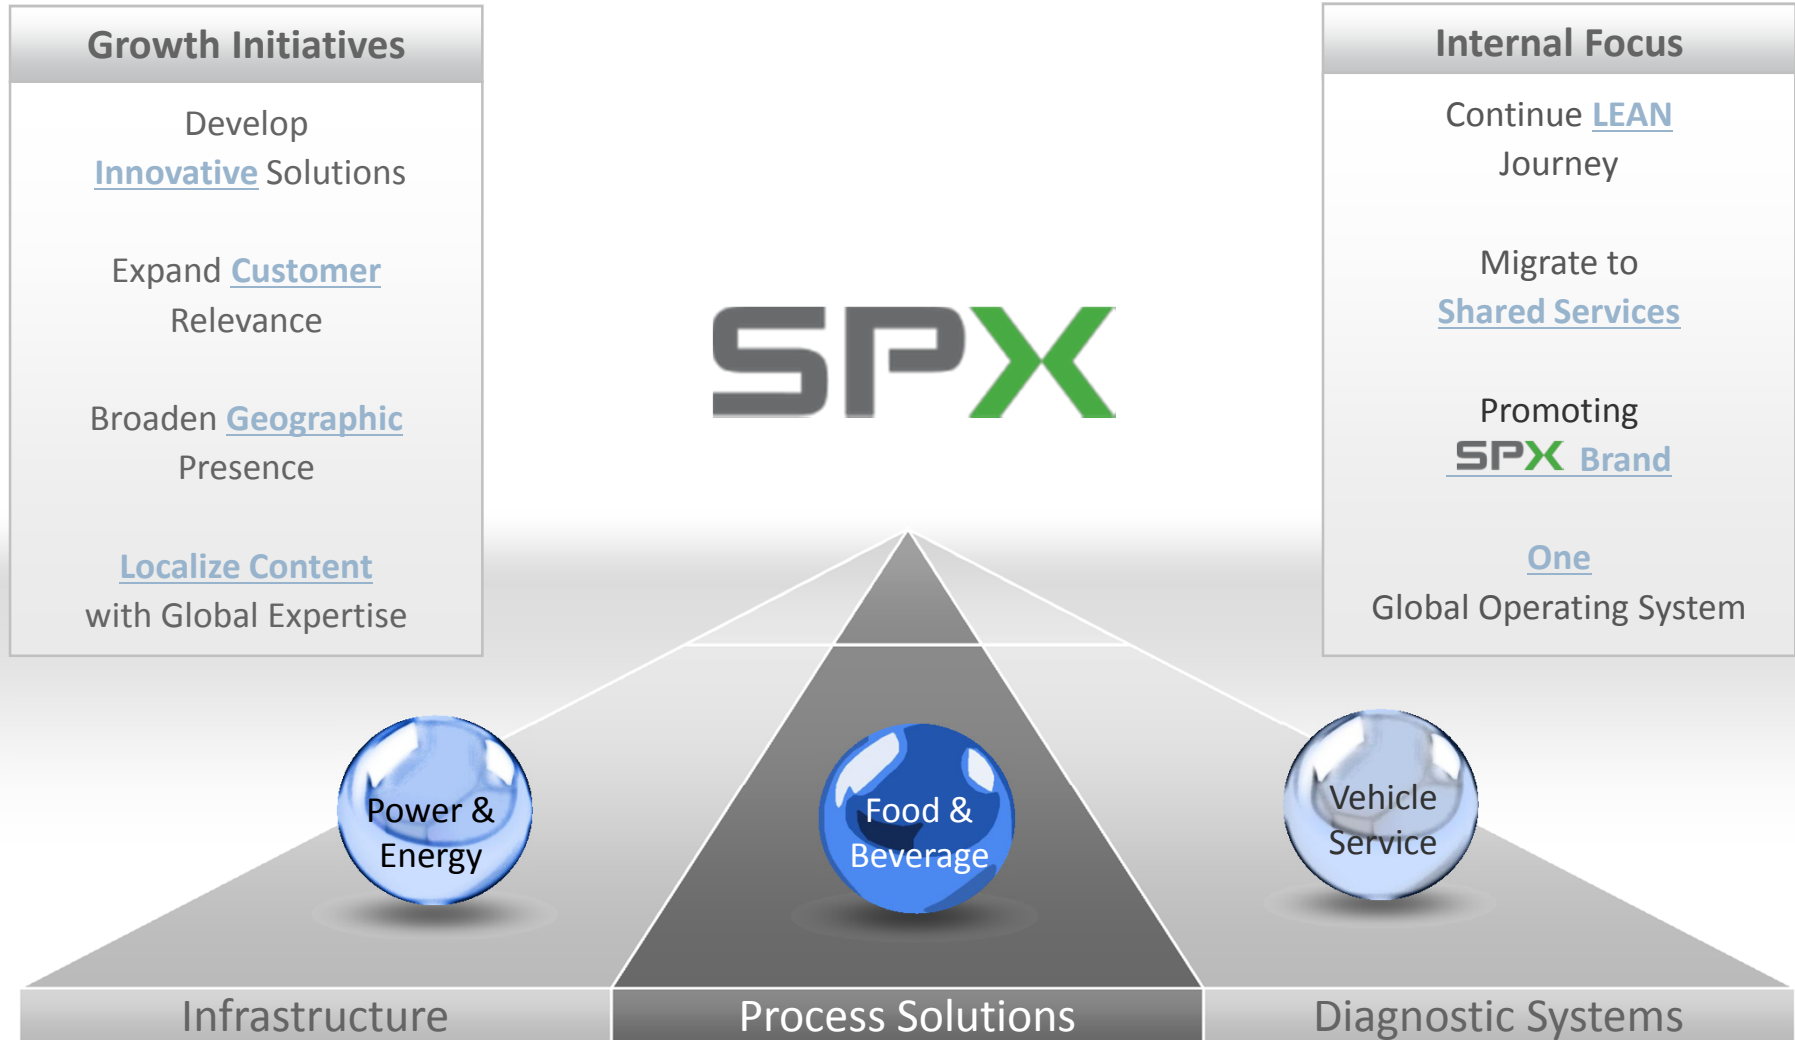 Growth Initiatives
Develop
Innovative Solutions
Expand Customer
Relevance
Broaden Geographic
Presence
Localize Content
with Global Expertise
SPX
Internal Focus
Continue LEAN
Journey
Migrate to
Shared Services
Promoting
SPX Brand
One
Global Operating System
Power &
Energy
Food &
Beverage
Vehicle
Service
Infrastructure
Process Solutions
Diagnostic Systems